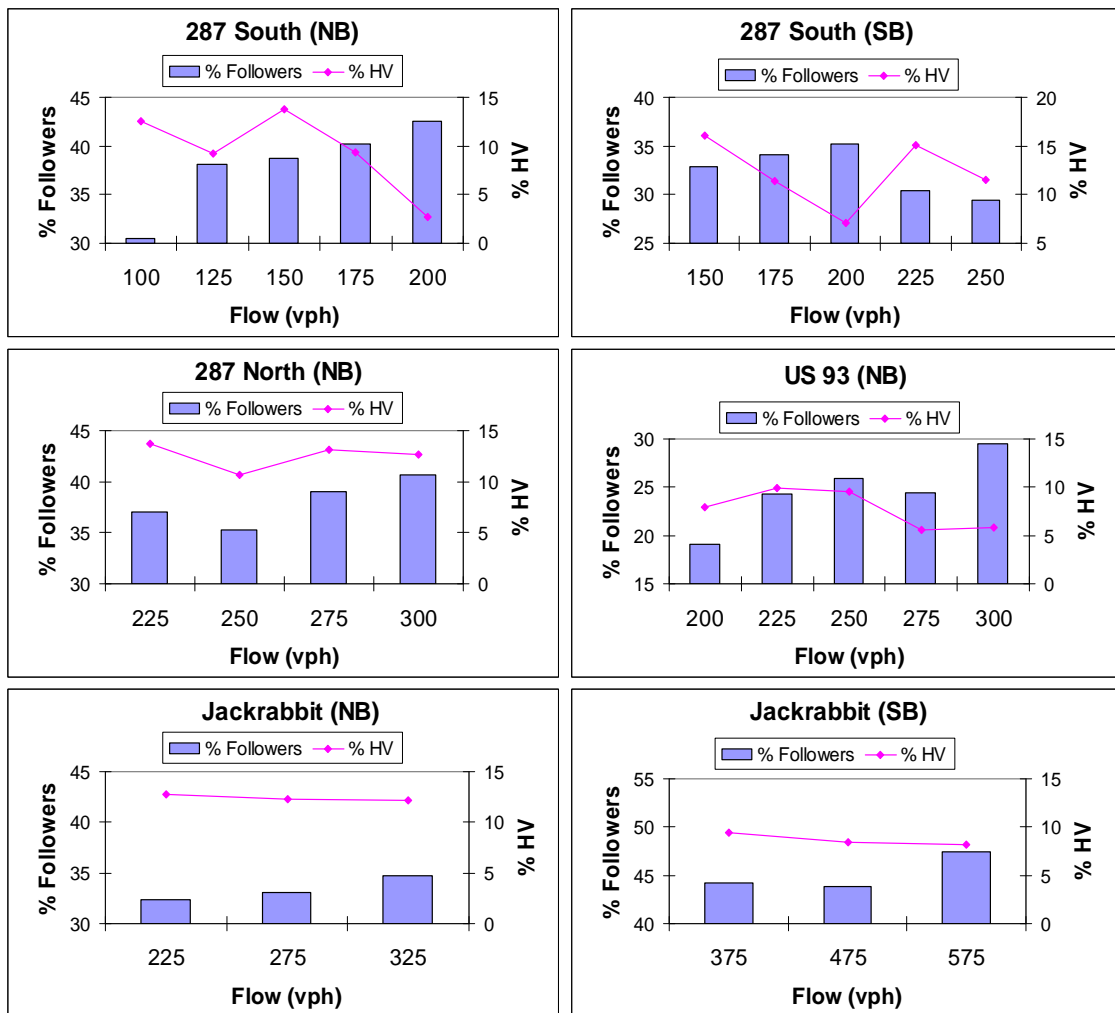 287 South (NB)
% Followers % HV
% Followers
45
40
35
30
15
10
5
0
% HV
100 125 150 175 200
Flow (vph)
287 South (SB)
% Followers % HV
% Followers
40
35
30
25
20
15
10
5
% HV
150 175 200 225 250
Flow (vph)
287 North (NB)
% Followers % HV
% Followers
45
40
35
30
15
10
5
0
% HV
225 250 275 300
Flow (vph)
US 93 (NB)
% Followers % HV
% Followers
30
25
20
15
15
10
5
0
% HV
200 225 250 275 300
Flow (vph)
Jackrabbit (NB)
% Followers % HV
% Followers
45
40
35
30
15
10
5
0
% HV
225 275 325
Flow (vph)
Jackrabbit (SB)
% Followers % HV
% Followers
55
50
45
40
15
10
5
0
% HV
375 475 575
Flow (vph)